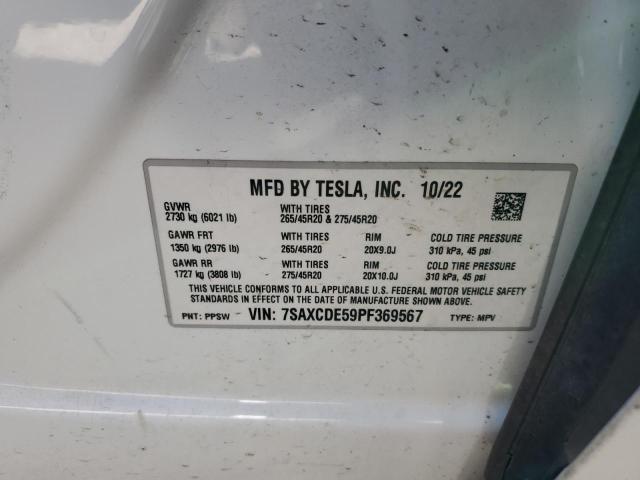 MFD BY TESLA, INC. 10/22
GVWR
2730 kg (6021 lb)
WITH TIRES
265/45R20 & 275/45R20
GAWR FRT
1350 kg (2976 lb)
WITH TIRES
265/45R20
RIM
20X9.0J
COLD TIRE PRESSURE
310 kPa, 45 psi
GAWR RR
1727 kg (3808 lb)
WITH TIRES
275/45R20
RIM
20X10.0J
COLD TIRE PRESSURE
310 kPa, 45 psi
THIS VEHICLE CONFORMS TO ALL APPLICABLE U.S. FEDERAL MOTOR VEHICLE SAFETY
STANDARDS IN EFFECT ON THE DATE OF MANUFACTURE SHOWN ABOVE.
PNT: PPSW VIN: 7SAXCDE59PF369567 TYPE: MPV